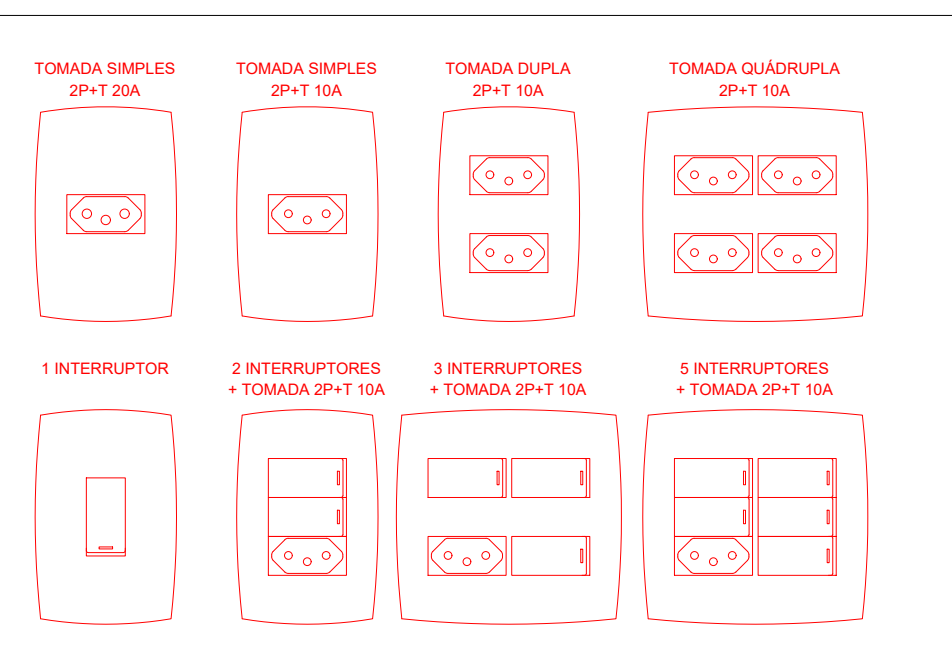 TOMADA SIMPLES
2P+T 20A
TOMADA SIMPLES
2P+T 10A
TOMADA DUPLA
2P+T 10A
TOMADA QUÁDRUPLA
2P+T 10A
1 INTERRUPTOR
2 INTERRUPTORES
+ TOMADA 2P+T 10A
3 INTERRUPTORES
+ TOMADA 2P+T 10A
5 INTERRUPTORES
+ TOMADA 2P+T 10A